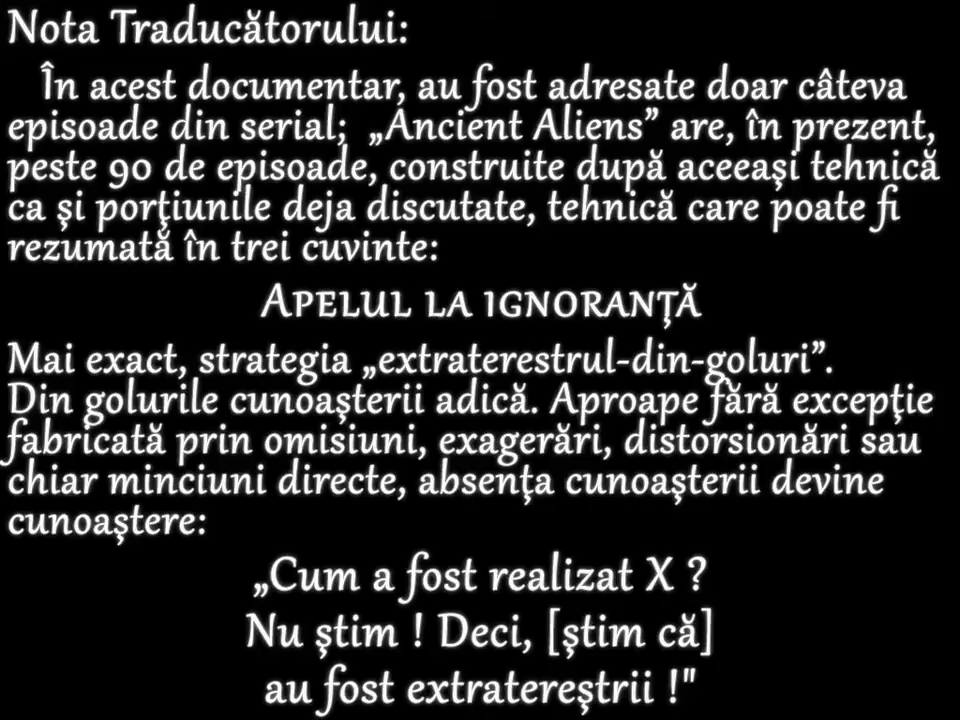 Nota Traducătorului:
În acest documentar, au fost adresate doar câteva
episoade din serial; „Ancient Aliens” are, în prezent,
peste 90 de episoade, construite după aceeaşi tehnică
ca şi porţiunile deja discutate, tehnică care poate fi
rezumată în trei cuvinte:
Apelul la ignoranţă
Mai exact, strategia „extraterestrul-din-goluri”.
Din golurile cunoaşterii adică. Aproape fără excepţie
fabricată prin omisiuni, exagerări, distorsionări sau
chiar minciuni directe, absenţa cunoaşterii devine
cunoaştere:
„Cum a fost realizat X ?
Nu ştim ! Deci, [ştim că]
au fost extratereştrii !"